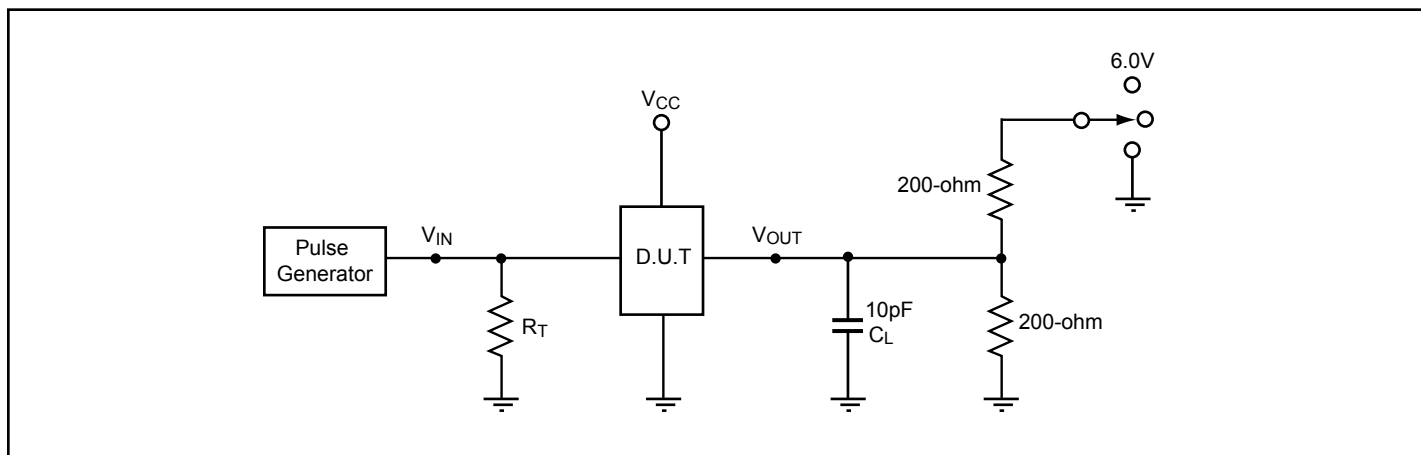 6.0V
VCC
200-ohm
Pulse
Generator
VIN
D.U.T
VOUT
RT
10pF
CL
200-ohm